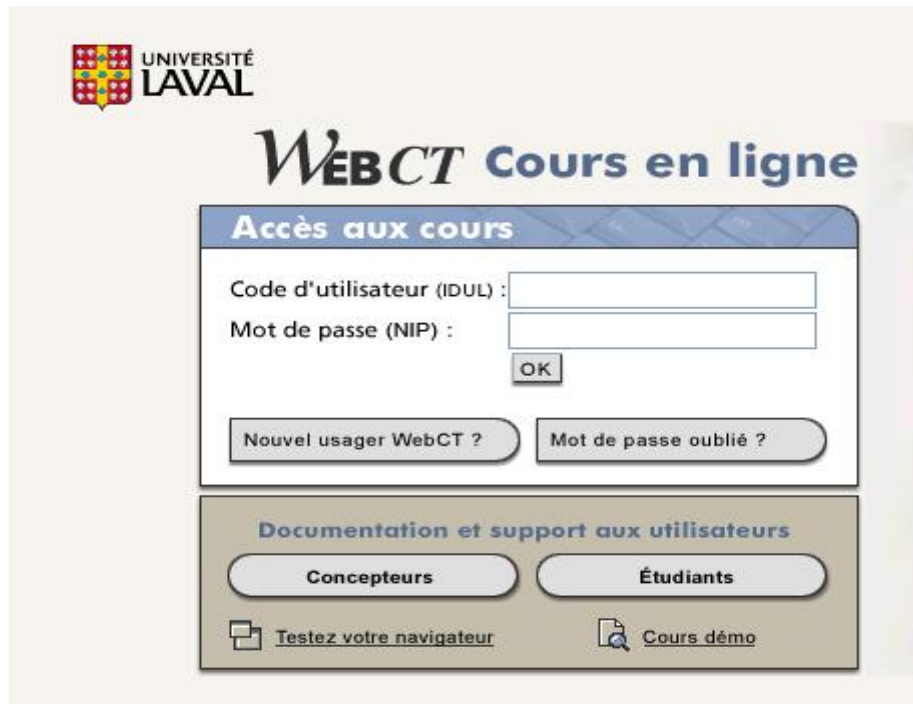 UNIVERSITÉ
LAVAL
WEBCT Cours en ligne
Accès aux cours
Code d'utilisateur (IDUL) :
Mot de passe (NIP) :
OK
Nouvel usager WebCT ? Mot de passe oublié ?
Documentation et support aux utilisateurs
Concepteurs Étudiants
Testez votre navigateur Cours démo